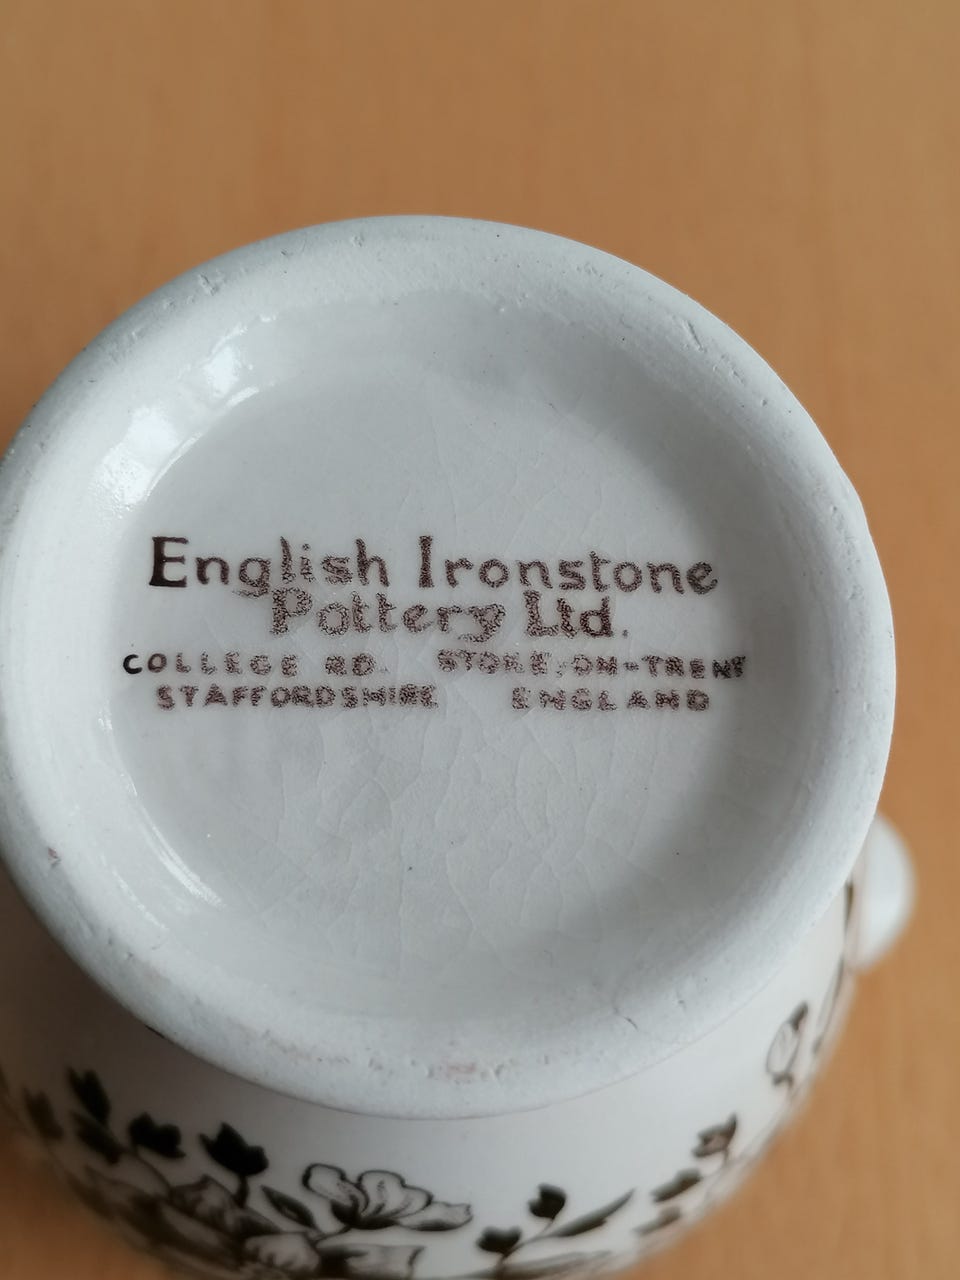 English Ironstone
Pottery Ltd.
COLLEGE RD. STOKE-ON-TRENT
STAFFORDSHIRE ENGLAND